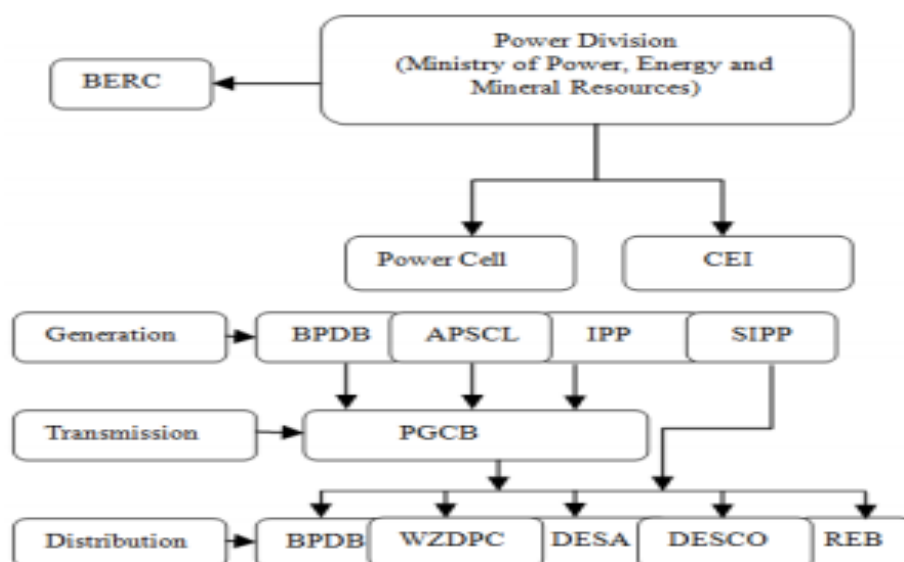 Power Division
(Ministry of Power, Energy and
Mineral Resources)
BERC
Power Cell
CEI
Generation
BPDB
APSCL
IPP
SIPP
Transmission
PGCB
Distribution
BPDB
WZDPC
DESA
DESCO
REB